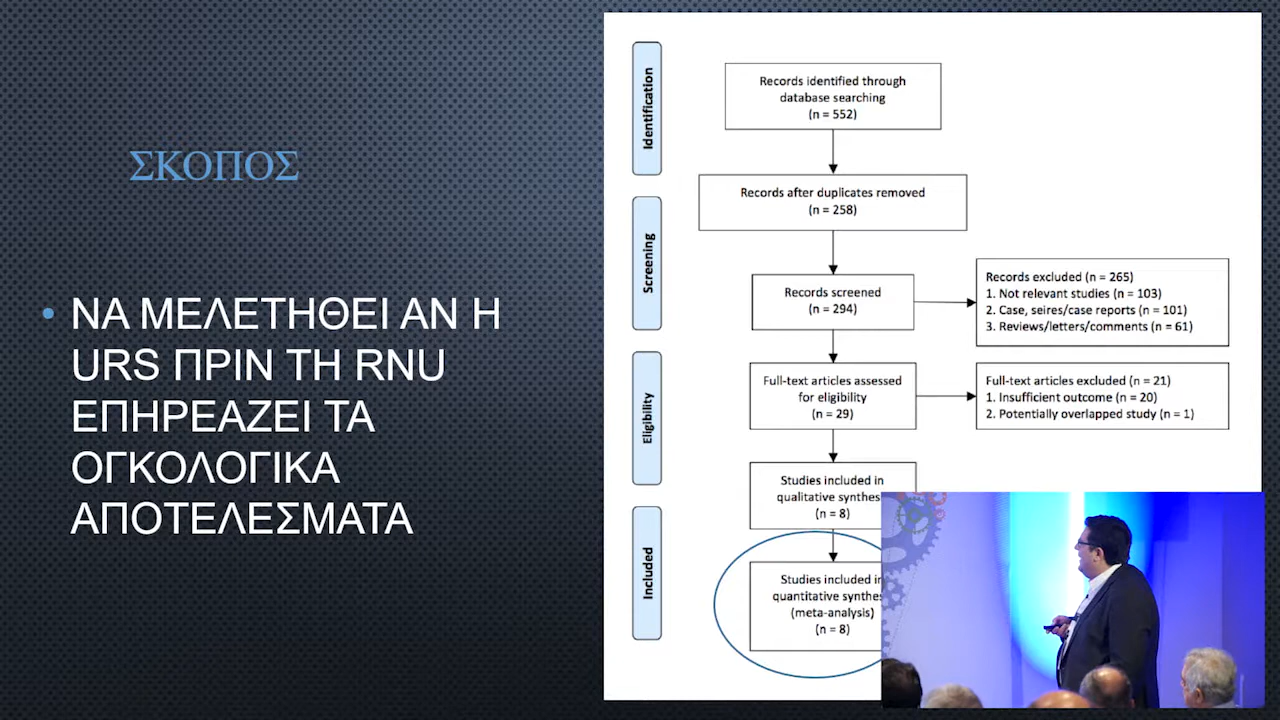 ΣΚΟΠΟΣ
• ΝΑ ΜΕΛΕΤΗΘΕΙ ΑΝ Η
URS ΠΡΙΝ ΤΗ RNU
ΕΠΗΡΕΑΖΕΙ ΤΑ
ΟΓΚΟΛΟΓΙΚΑ
ΑΠΟΤΕΛΕΣΜΑΤΑ
Identification
Records identified through
database searching
(n = 552)
Records after duplicates removed
(n = 258)
Screening
Records screened
(n = 294)
Records excluded (n = 265)
1. Not relevant studies (n = 103)
2. Case, seires/case reports (n = 101)
3. Reviews/letters/comments (n = 61)
Eligibility
Full-text articles assessed
for eligibility
(n = 29)
Full-text articles excluded (n = 21)
1. Insufficient outcome (n = 20)
2. Potentially overlapped study (n = 1)
Studies included in
qualitative
(n = 8)
Included
Studies included
quantitative
(meta-analysis)
(n = 8)